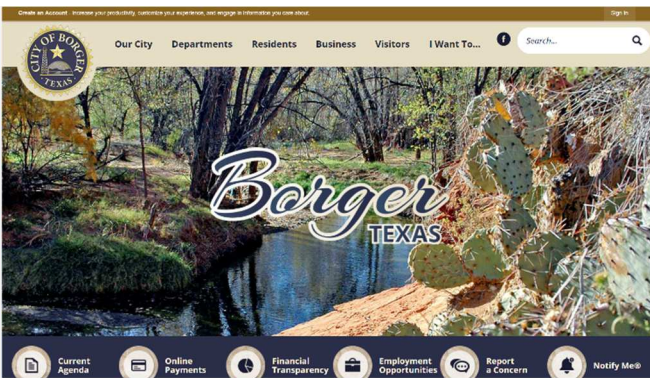 Create an Account - Increase your productivity, customize your experience, and engage in information you care about.
Sign In
CITY OF BORGER
TEXAS
Our City
Departments
Residents
Business
Visitors
I Want To...
f
Search...
Borger
TEXAS
Current
Agenda
Online
Payments
Financial
Transparency
Employment
Opportunities
Report
a Concern
Notify Me®